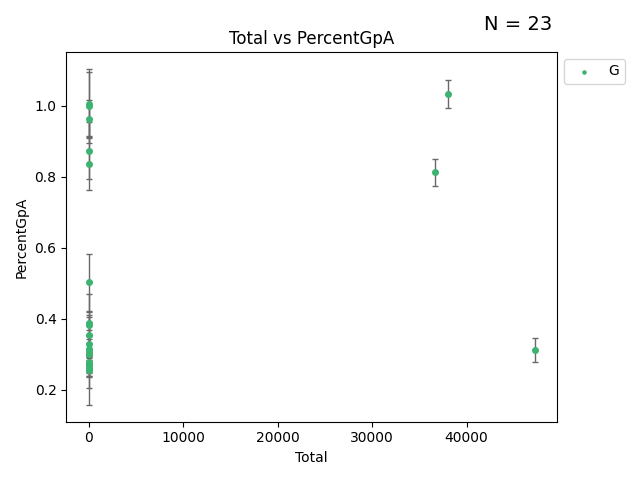 N = 23
Total vs PercentGpA
G
PercentGpA
1.0
0.8
0.6
0.4
0.2
0 10000 20000 30000 40000
Total